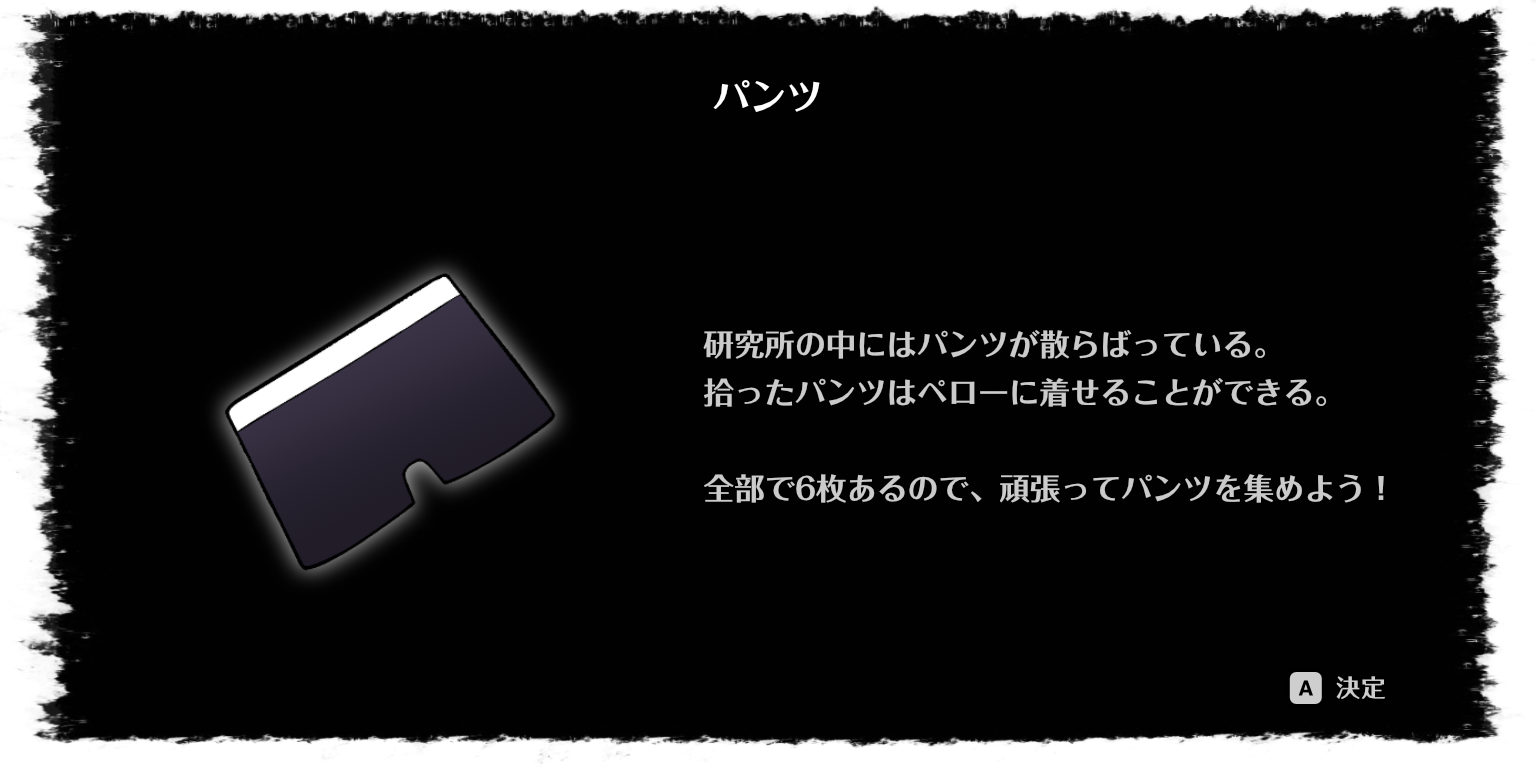 パンツ
研究所の中にはパンツが散らばっている。
拾ったパンツはペローに着せることができる。
全部で6枚あるので、頑張ってパンツを集めよう！
A 決定